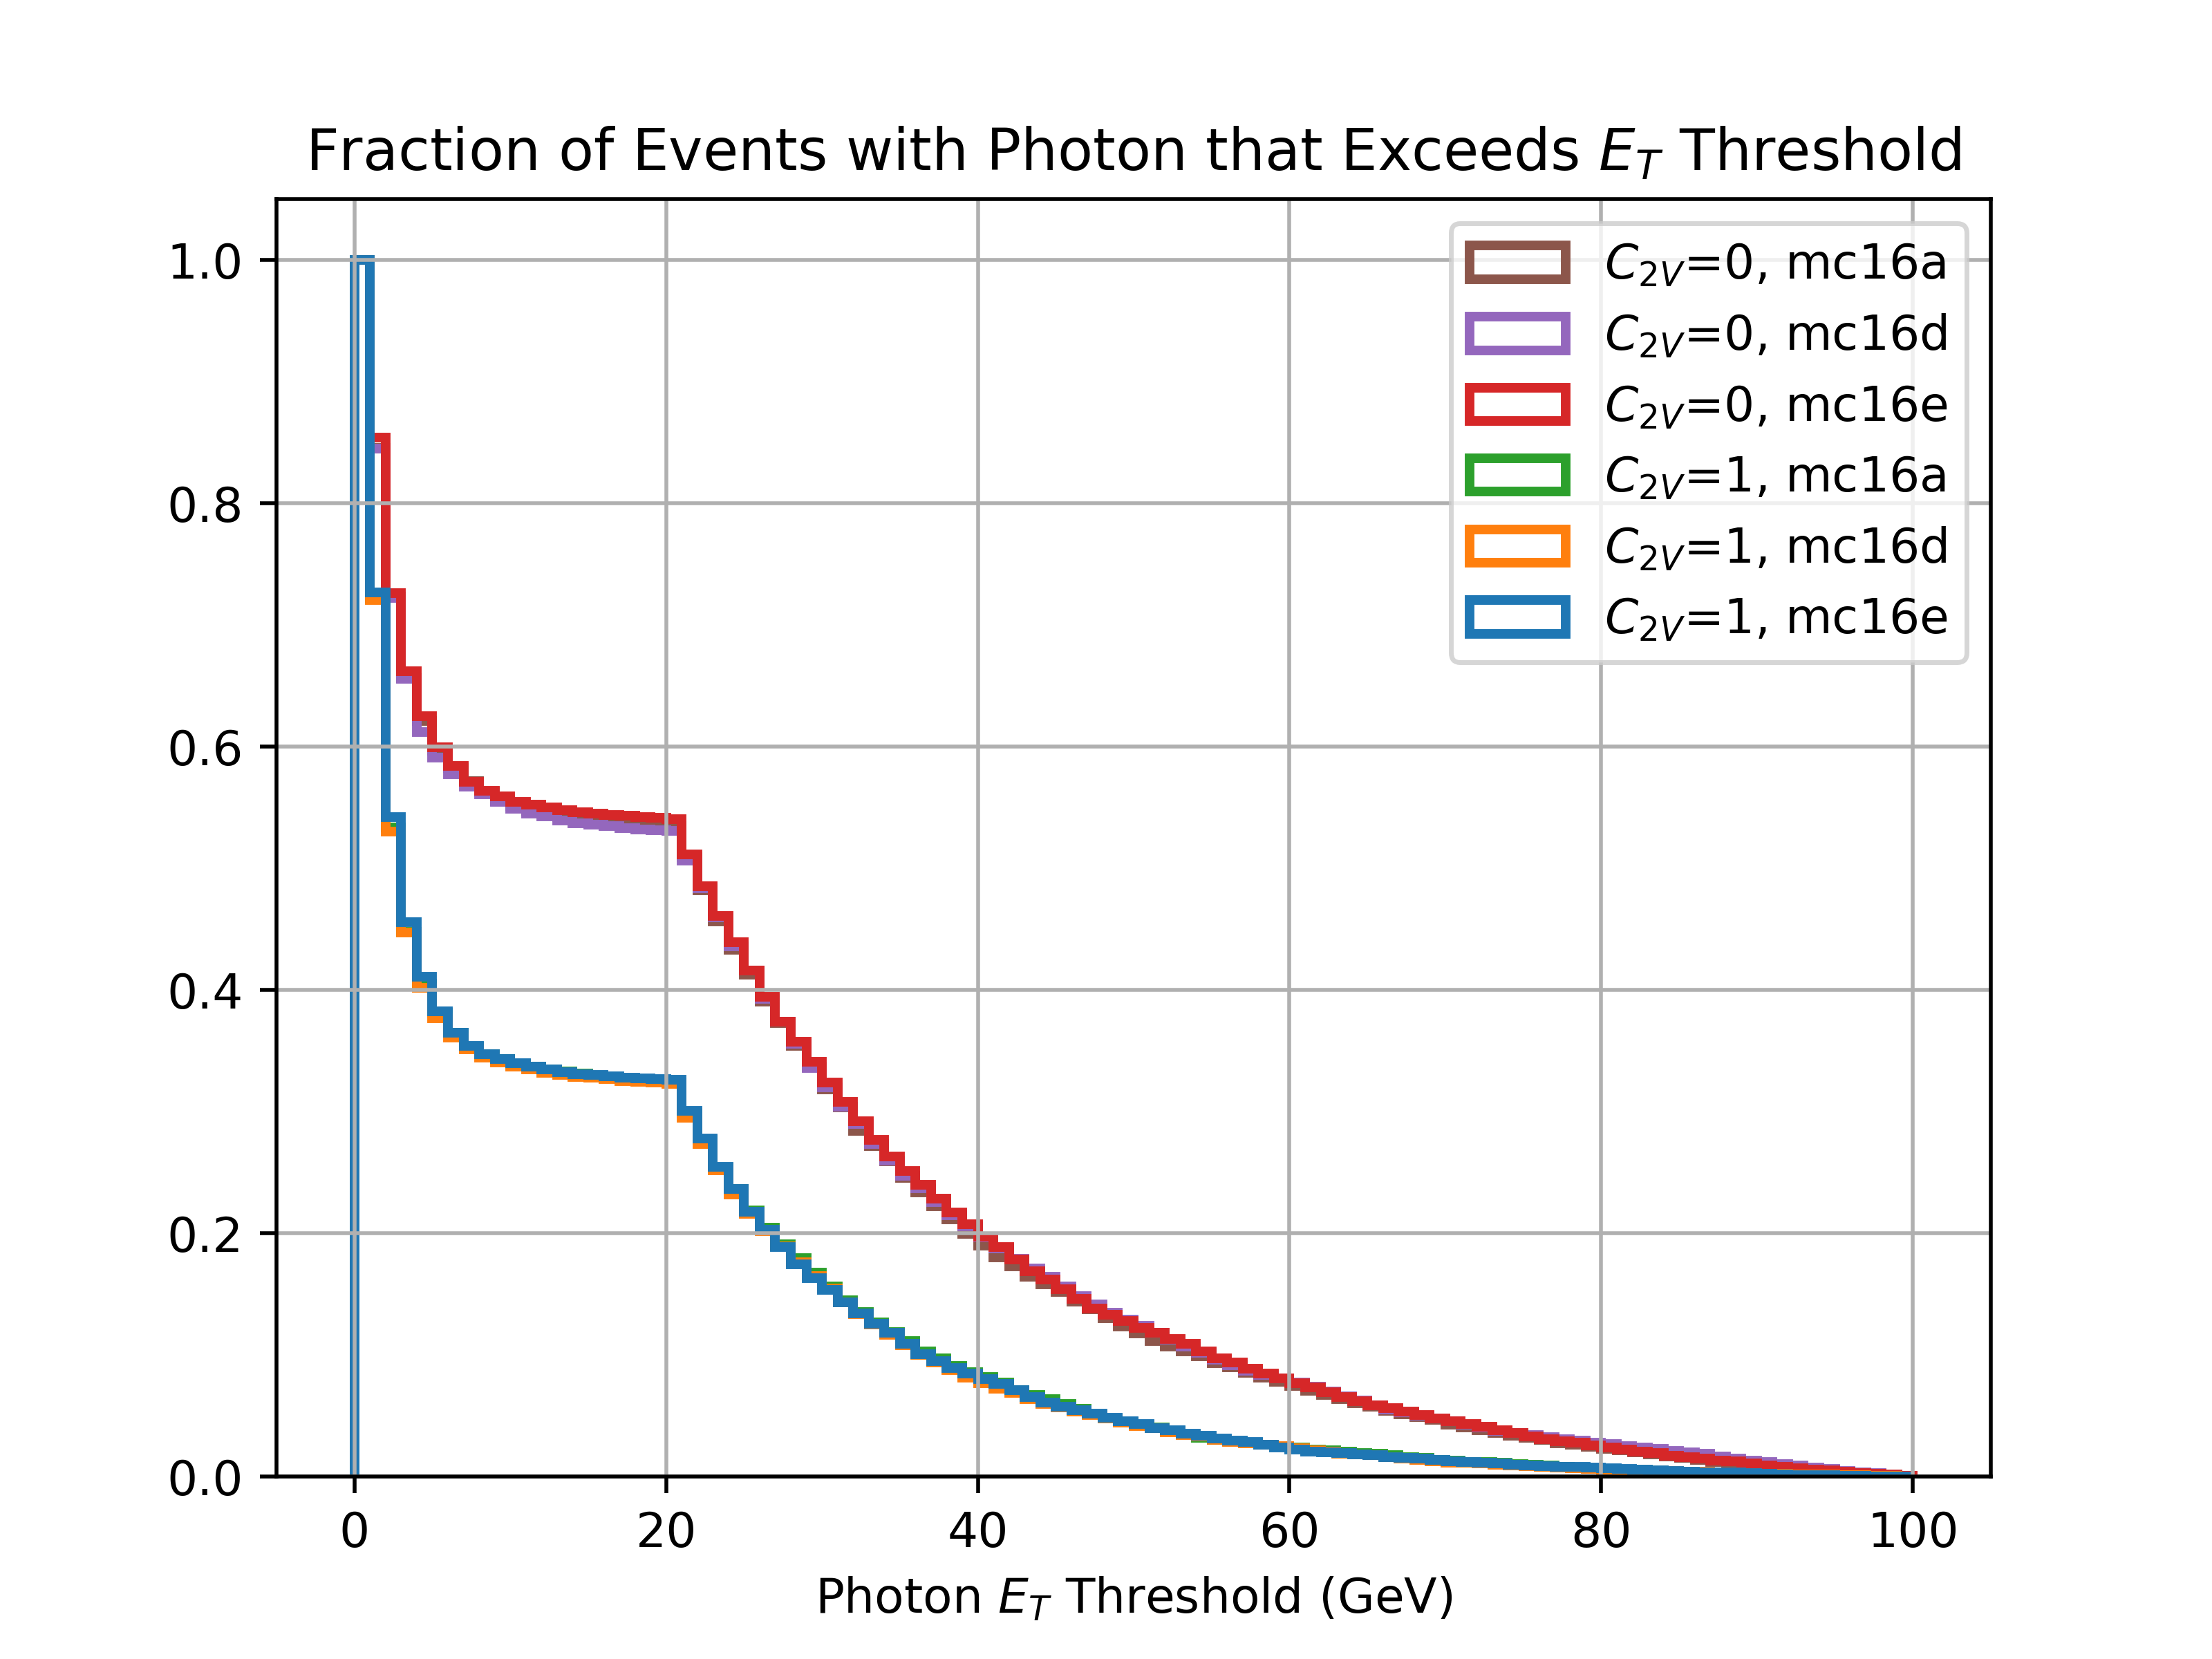 Fraction of Events with Photon that Exceeds E_T Threshold
1.0
0.8
0.6
0.4
0.2
0.0
C_2V=0, mc16a
C_2V=0, mc16d
C_2V=0, mc16e
C_2V=1, mc16a
C_2V=1, mc16d
C_2V=1, mc16e
0 20 40 60 80 100
Photon E_T Threshold (GeV)